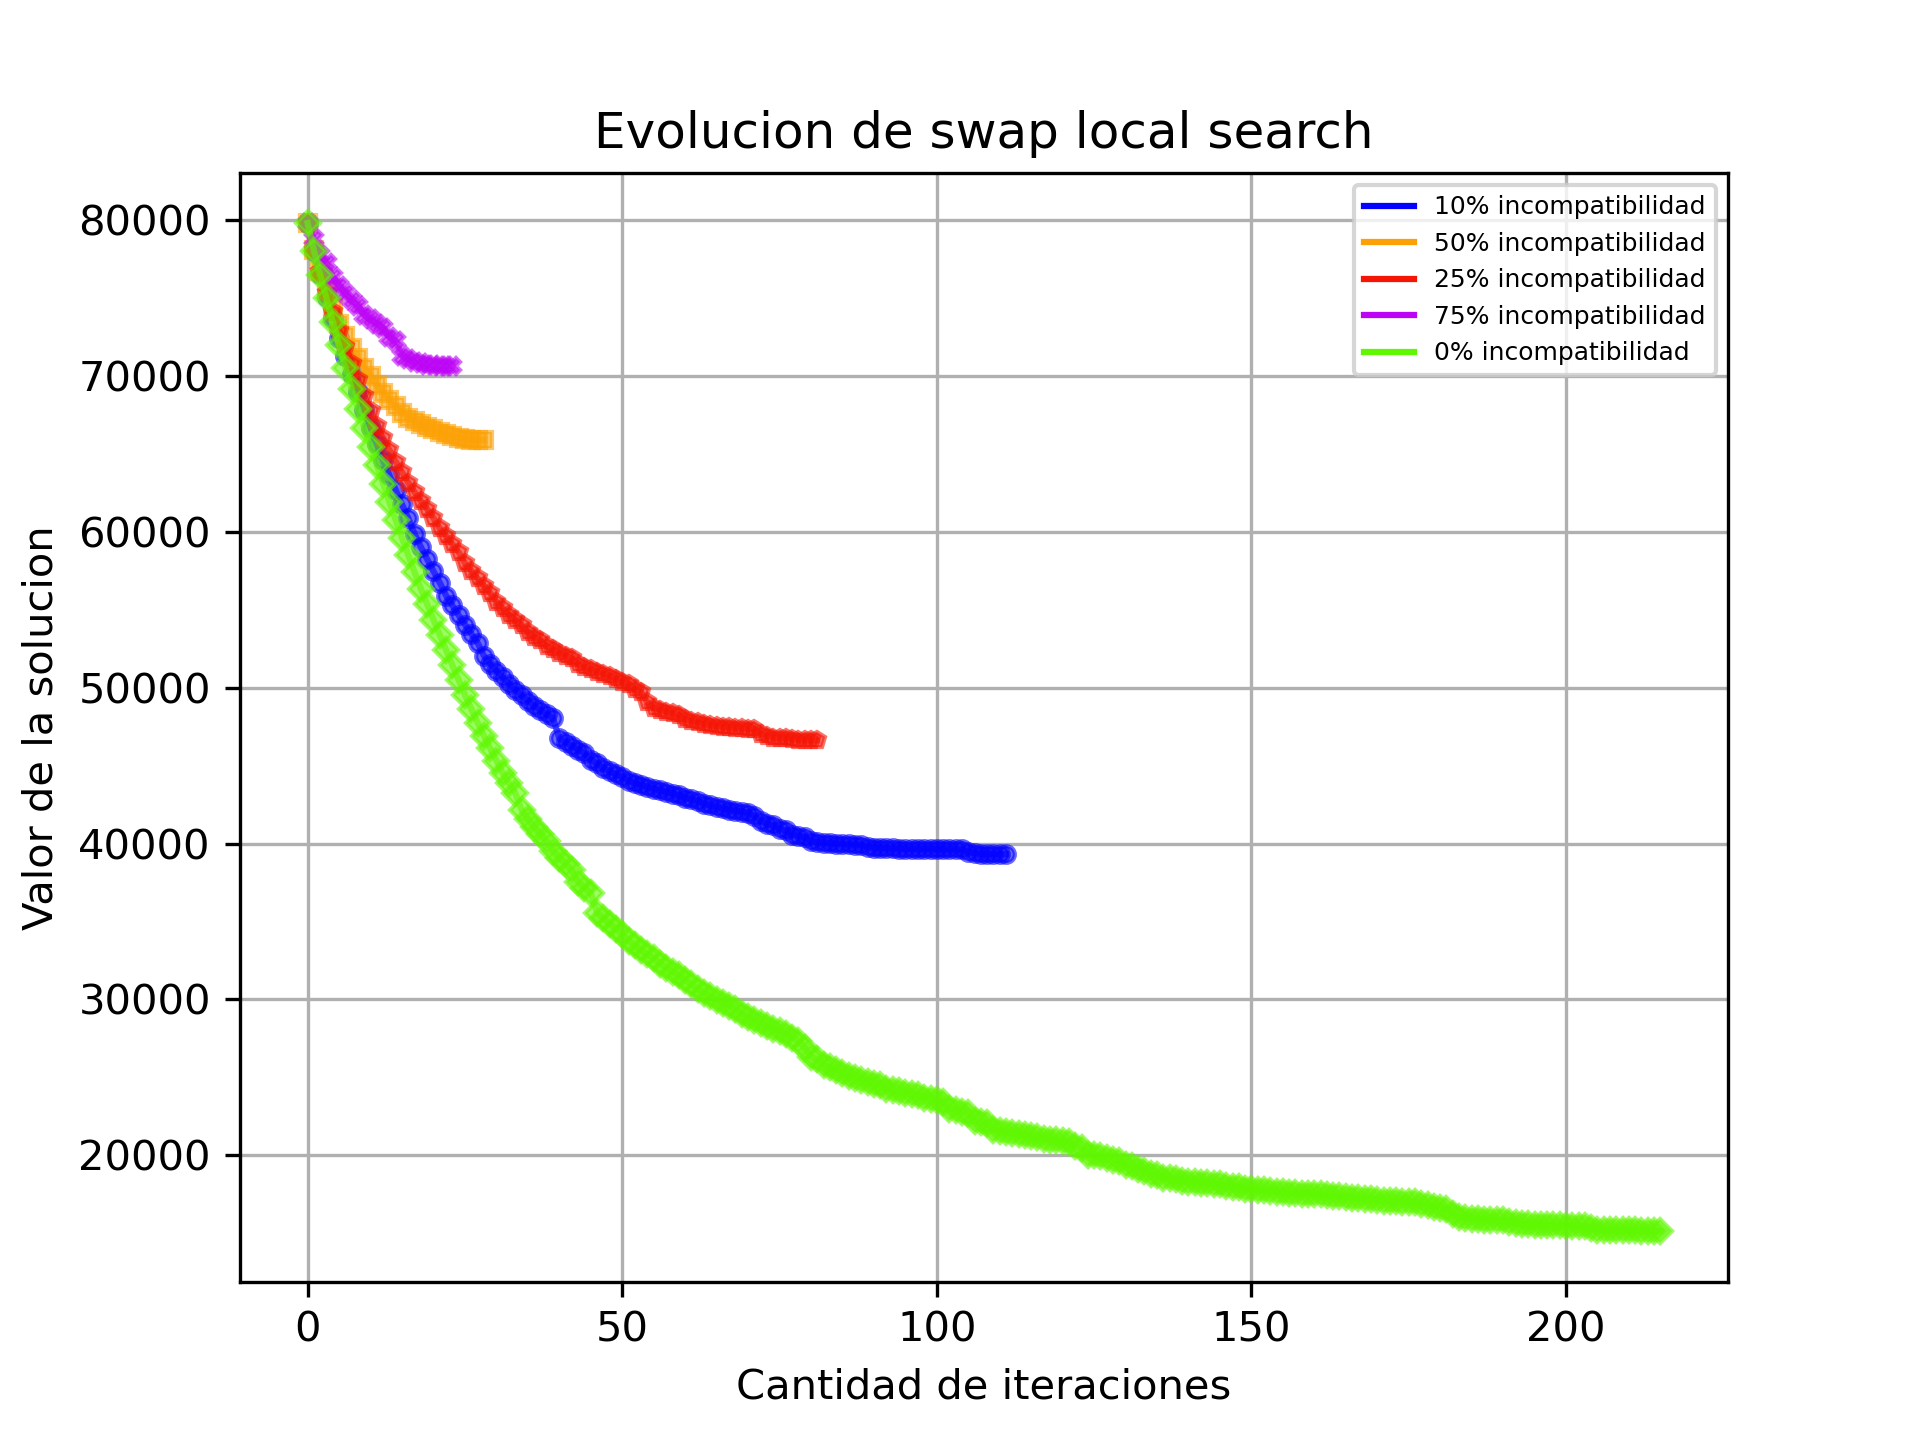 Evolucion de swap local search
10% incompatibilidad
50% incompatibilidad
25% incompatibilidad
75% incompatibilidad
0% incompatibilidad
Valor de la solucion
80000
70000
60000
50000
40000
30000
20000
0 50 100 150 200
Cantidad de iteraciones